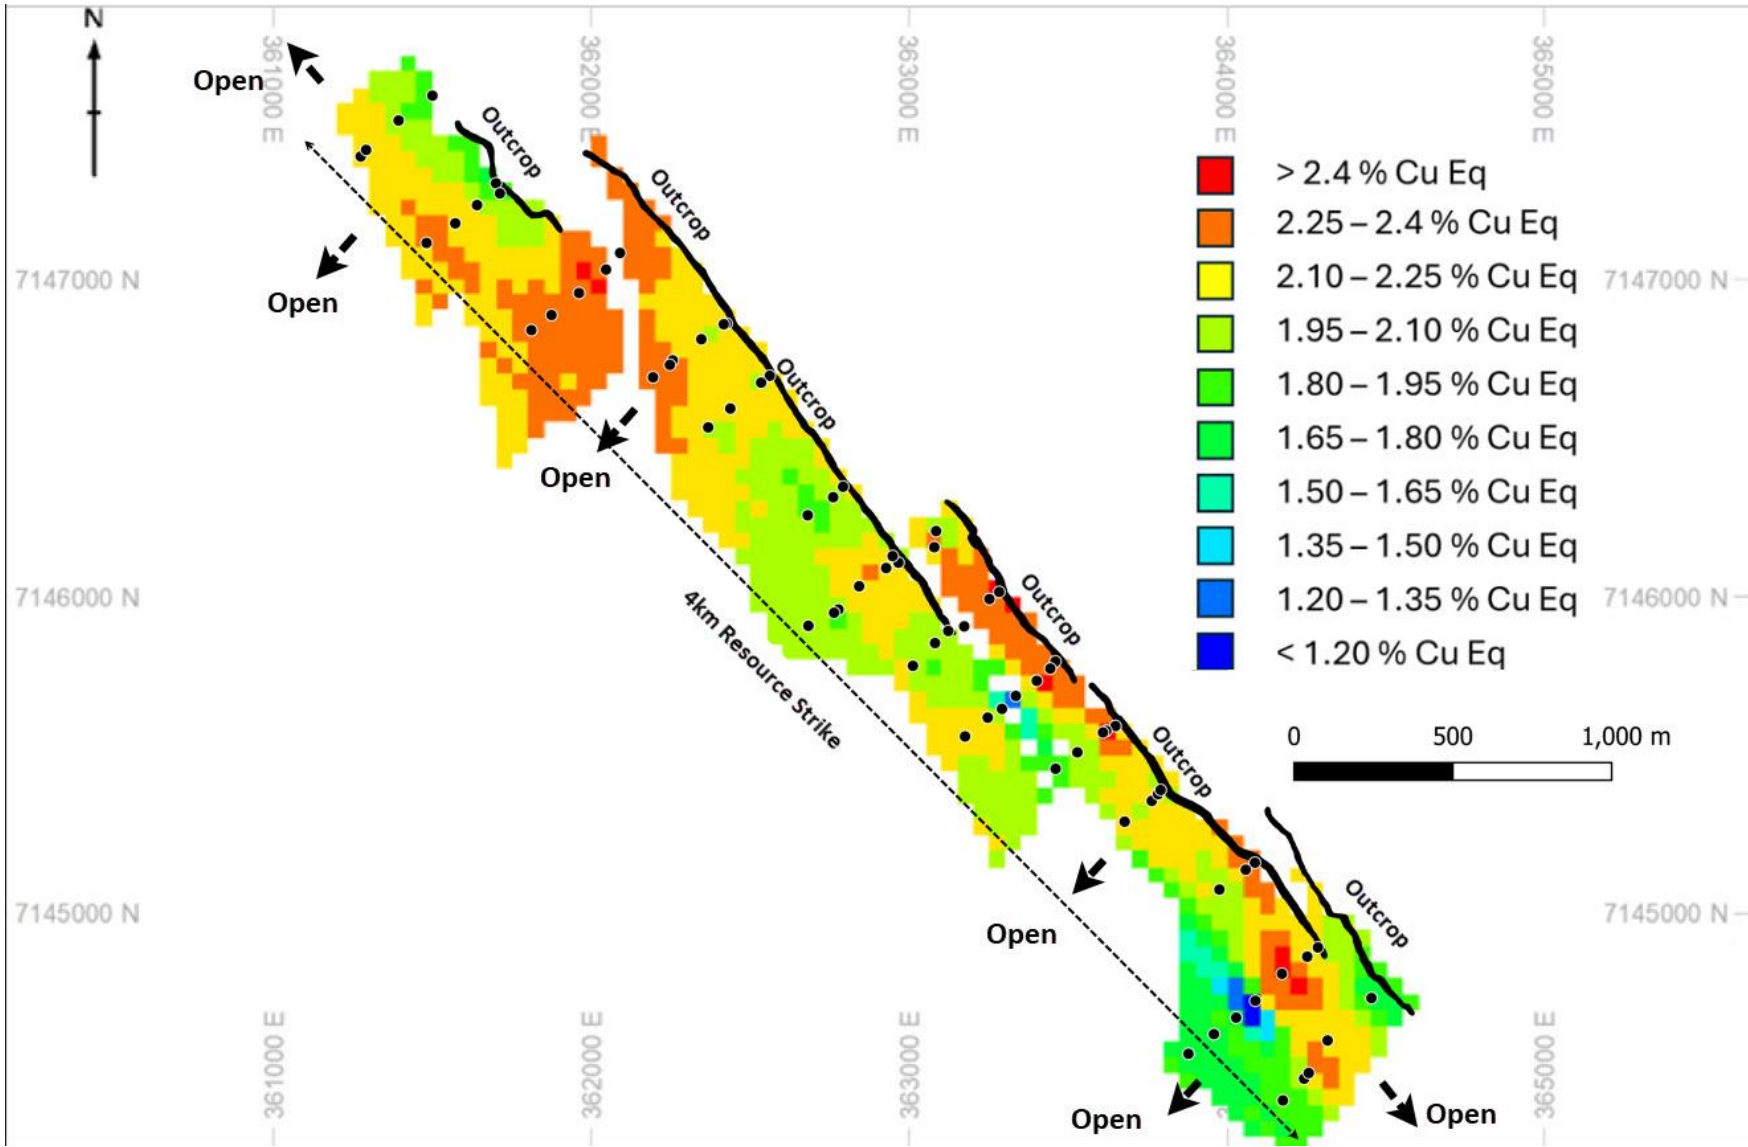 N
361000 E
362000 E
363000 E
364000 E
365000 E
Open
Outcrop
Outcrop
> 2.4 % Cu Eq
2.25 – 2.4 % Cu Eq
2.10 – 2.25 % Cu Eq
1.95 – 2.10 % Cu Eq
1.80 – 1.95 % Cu Eq
1.65 – 1.80 % Cu Eq
1.50 – 1.65 % Cu Eq
1.35 – 1.50 % Cu Eq
1.20 – 1.35 % Cu Eq
< 1.20 % Cu Eq
7147000 N
7147000 N
Open
Outcrop
Open
7146000 N
7146000 N
Outcrop
4km Resource Strike
Outcrop
0 500 1,000 m
Outcrop
7145000 N
7145000 N
Open
361000 E
362000 E
363000 E
365000 E
Open
Open